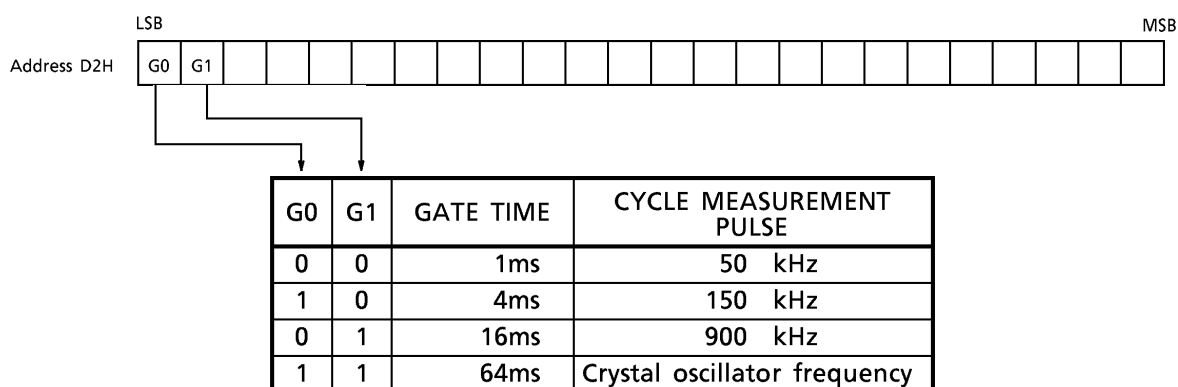 LSB MSB
Address D2H G0 G1
G0 G1 GATE TIME CYCLE MEASUREMENT PULSE
0 0 1ms 50 kHz
1 0 4ms 150 kHz
0 1 16ms 900 kHz
1 1 64ms Crystal oscillator frequency